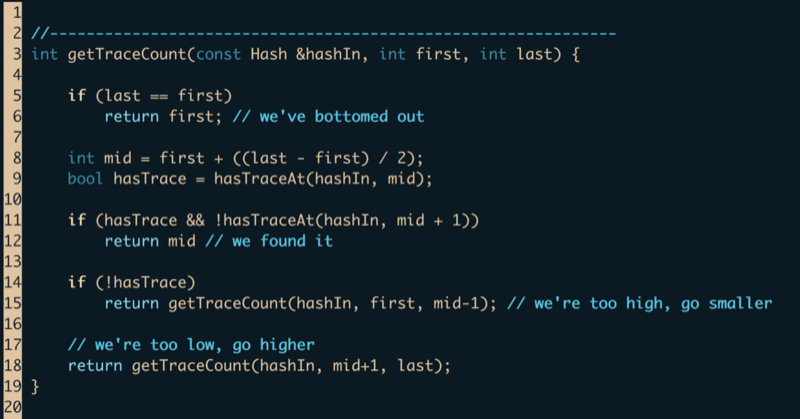 1
2 //--------------------------------------------------------------
3 int getTraceCount(const Hash &hashIn, int first, int last) {
4
5     if (last == first)
6         return first; // we've bottomed out
7
8     int mid = first + ((last - first) / 2);
9     bool hasTrace = hasTraceAt(hashIn, mid);
10
11     if (hasTrace && !hasTraceAt(hashIn, mid + 1))
12         return mid // we found it
13
14     if (!hasTrace)
15         return getTraceCount(hashIn, first, mid-1); // we're too high, go smaller
16
17     // we're too low, go higher
18     return getTraceCount(hashIn, mid+1, last);
19 }
20